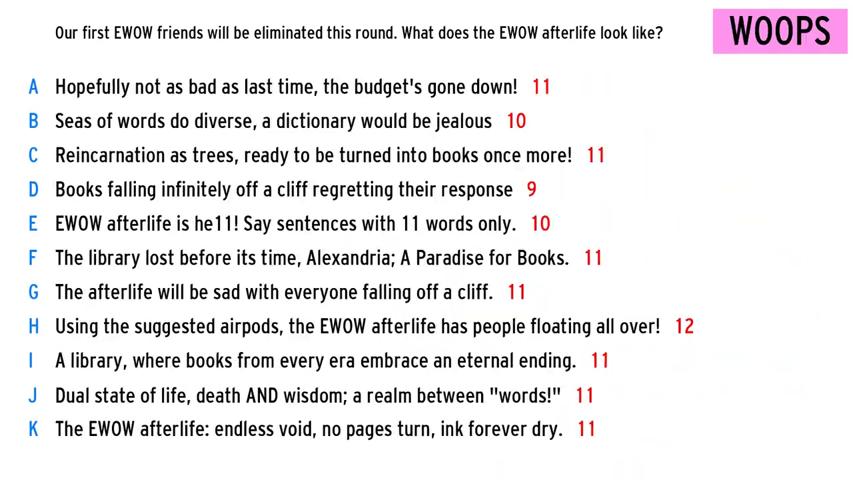 Our first EWOW friends will be eliminated this round. What does the EWOW afterlife look like?
WOOPS
A Hopefully not as bad as last time, the budget's gone down! 11
B Seas of words do diverse, a dictionary would be jealous 10
C Reincarnation as trees, ready to be turned into books once more! 11
D Books falling infinitely off a cliff regretting their response 9
E EWOW afterlife is he11! Say sentences with 11 words only. 10
F The library lost before its time, Alexandria; A Paradise for Books. 11
G The afterlife will be sad with everyone falling off a cliff. 11
H Using the suggested airpods, the EWOW afterlife has people floating all over! 12
I A library, where books from every era embrace an eternal ending. 11
J Dual state of life, death AND wisdom; a realm between "words!" 11
K The EWOW afterlife: endless void, no pages turn, ink forever dry. 11